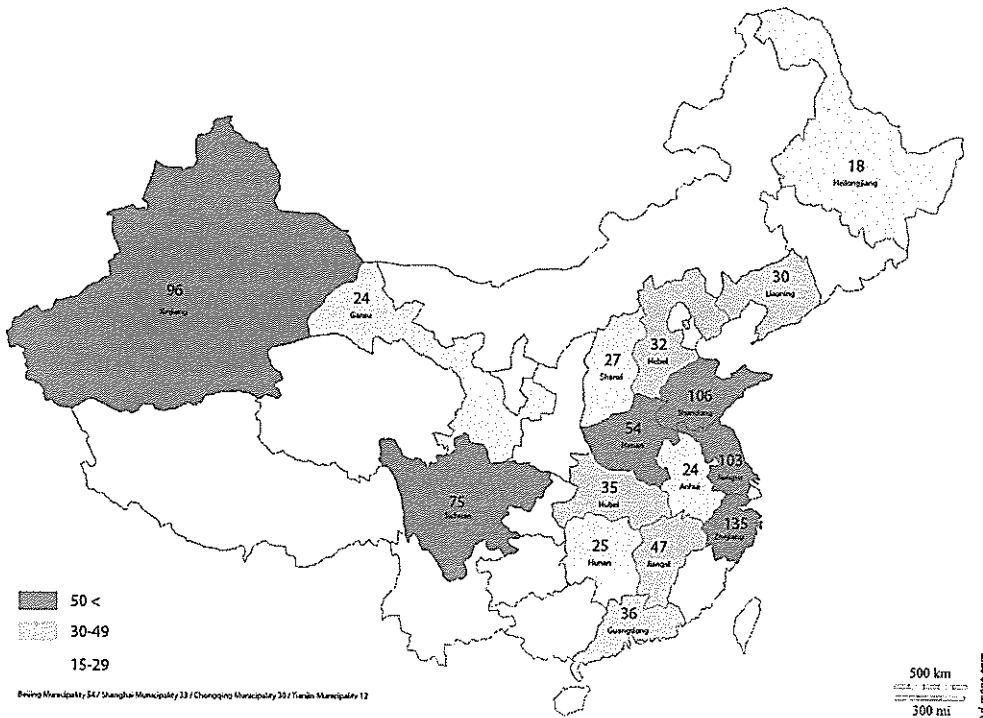 18
Heilongjiang
30
Liaoning
96
Xinjiang
24
Gansu
32
Hebei
27
Shanxi
106
Shandong
54
Henan
103
Jiangsu
24
Anhui
35
Hubei
75
Sichuan
135
Zhejiang
25
Hunan
47
Jiangxi
36
Guangdong
50 <
30-49
15-29
Beijing Municipality 54 / Shanghai Municipality 33 / Chongqing Municipality 30 / Tianjin Municipality 12
500 km
300 mi